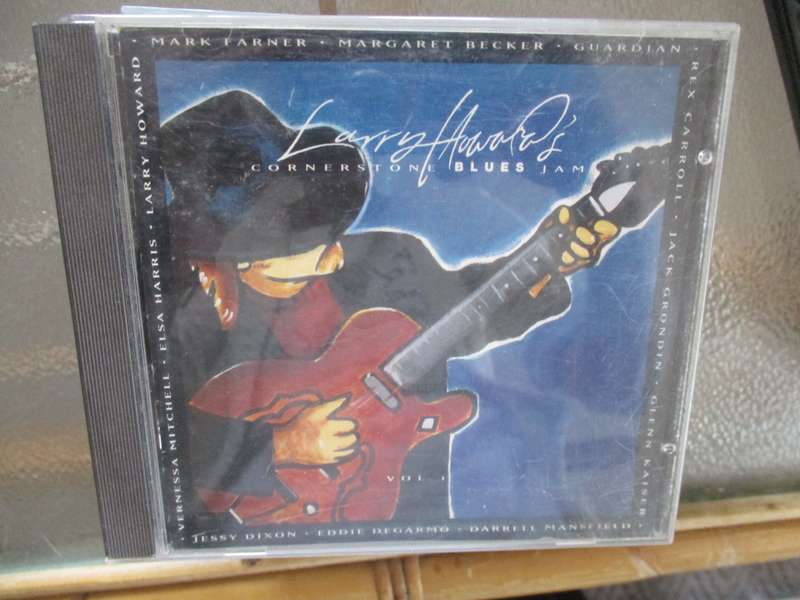 MARK FARNER · MARGARET BECKER · GUARDIAN ·
REX CARROLL · JACK GRONDIN · GLENN KAISER ·
Larry Howard's
CORNERSTONE BLUES JAM
VOL 1
· JESSY DIXON · EDDIE DEGARMO · DARRELL MANSFIELD ·
VERNESSA MITCHELL · ELSA HARRIS · LARRY HOWARD